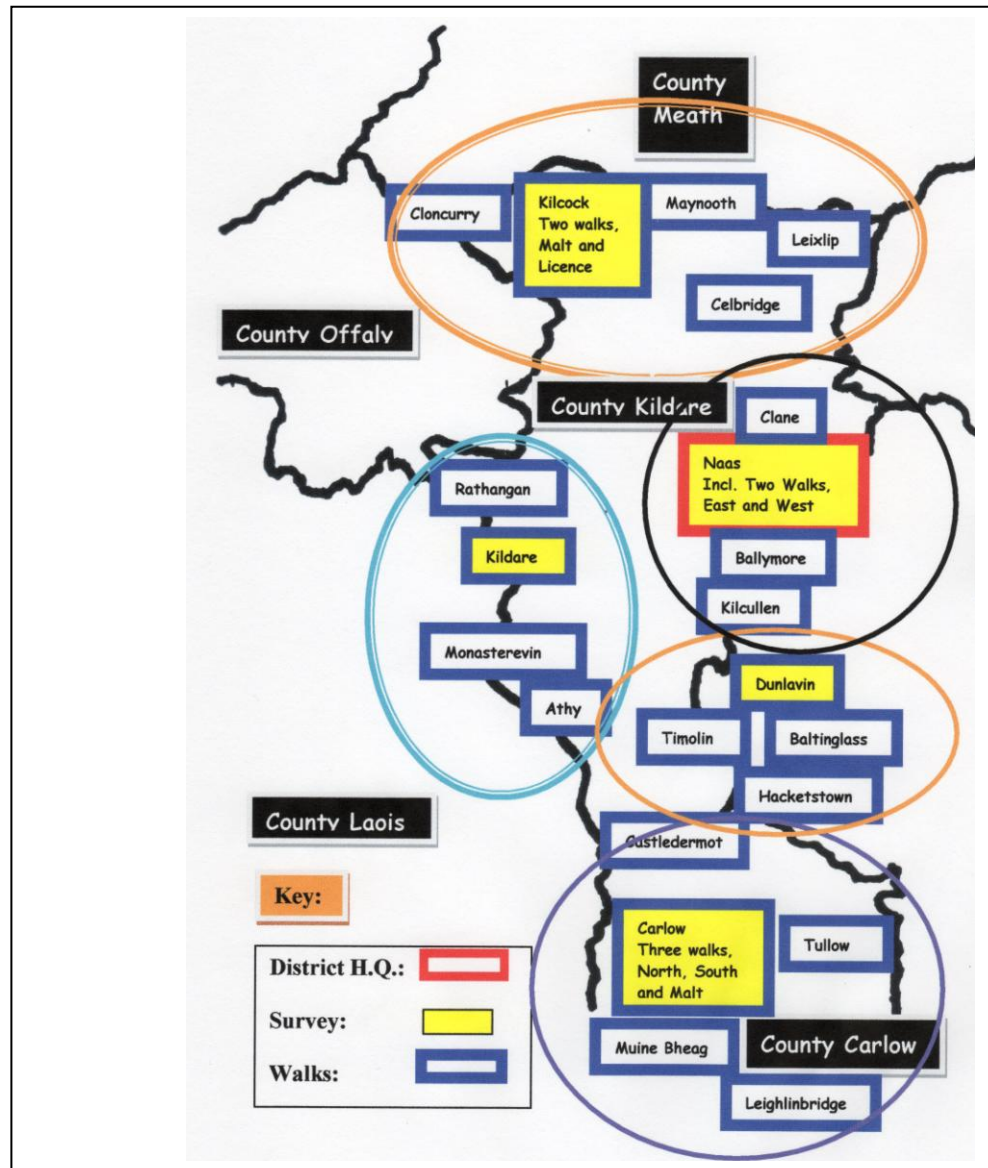 County
Meath
Cloncurry
Kilcock
Two walks,
Malt and
Licence
Maynooth
Leixlip
Celbridge
County Offaly
County Kildare
Clane
Naas
Incl. Two Walks,
East and West
Rathangan
Kildare
Ballymore
Kilcullen
Monasterevin
Athy
Dunlavin
Timolin
Baltinglass
Hacketstown
County Laois
Castledermot
Key:
Carlow
Three walks,
North, South
and Malt
Tullow
District H.Q.:
Survey:
Walks:
Muine Bheag
County Carlow
Leighlinbridge